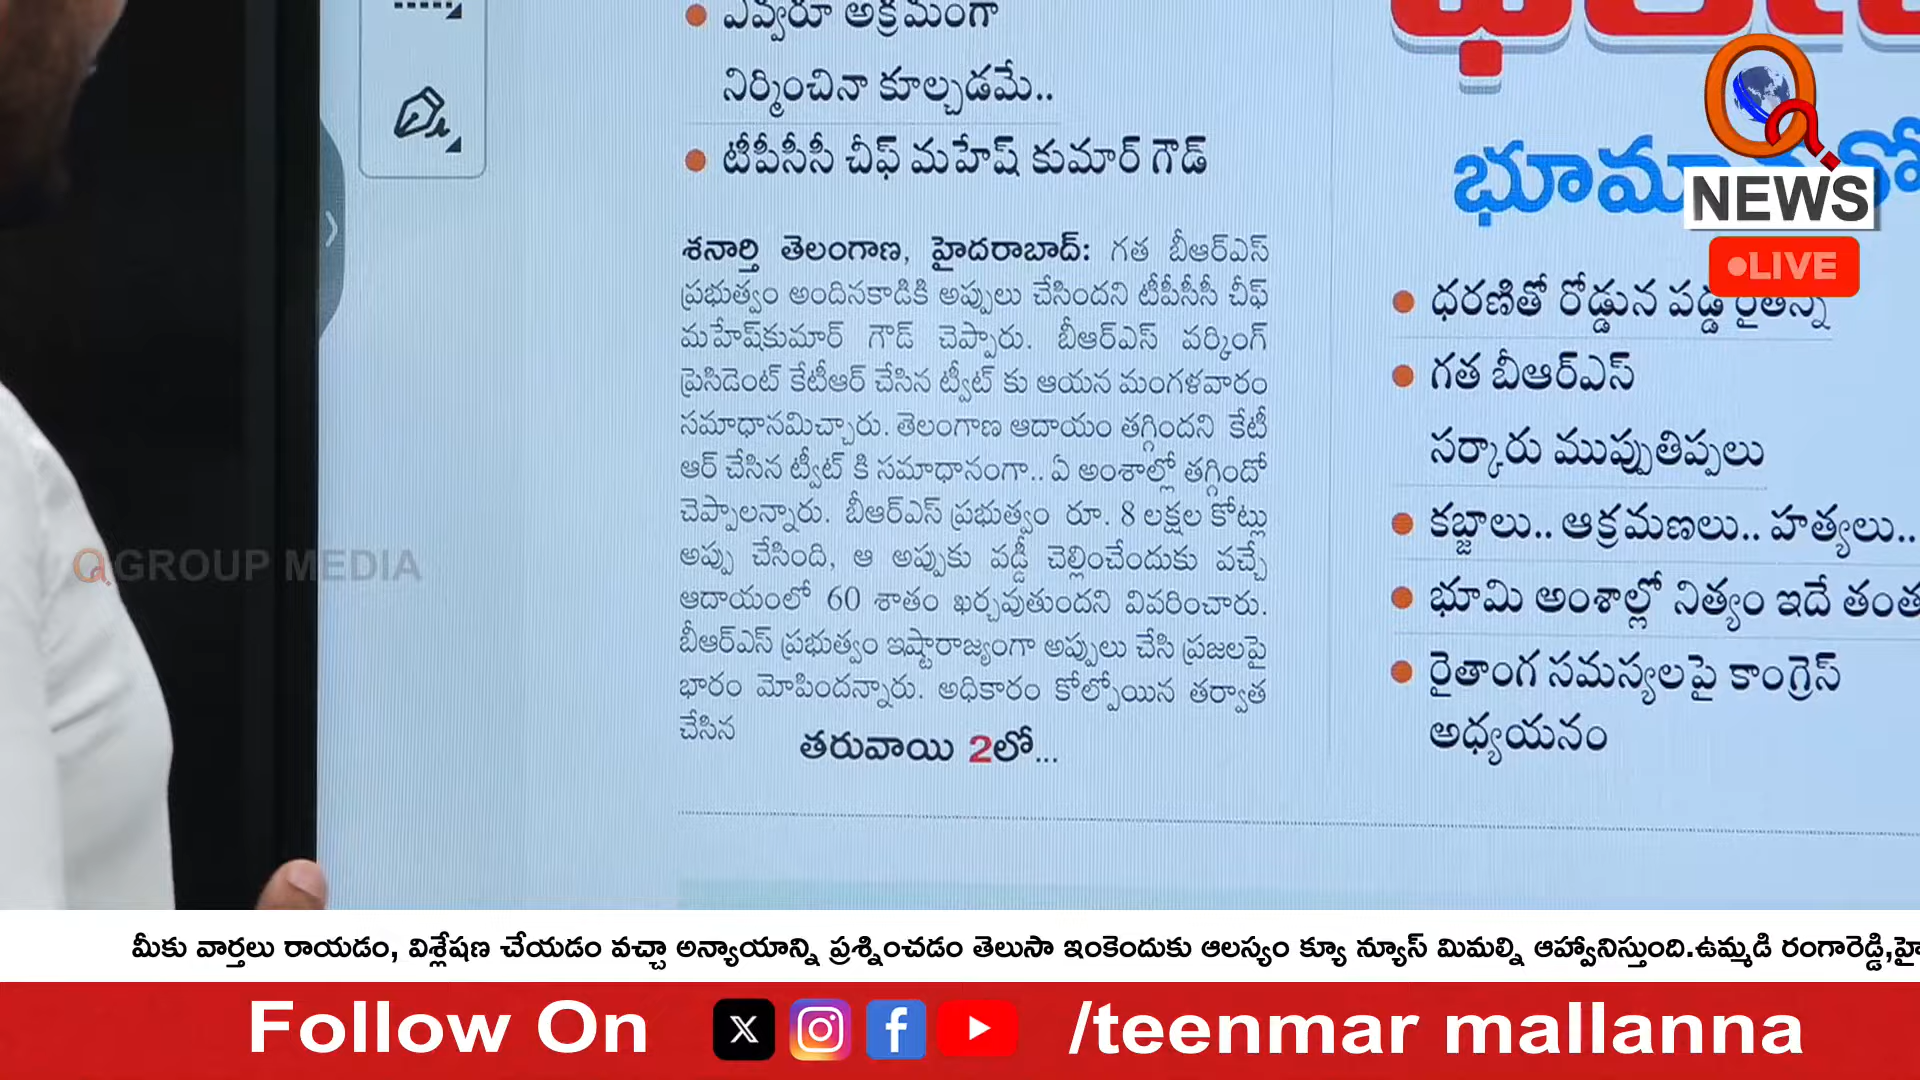 ఎవ్వరూ అక్రమంగా
నిర్మించినా కూల్చడమే..
టీపీసీసీ చీఫ్ మహేష్ కుమార్ గౌడ్
శనార్తి తెలంగాణ, హైదరాబాద్: గత బీఆర్ఎస్
ప్రభుత్వం అందినకాడికి అప్పులు చేసిందని టీపీసీసీ చీఫ్
మహేష్‌కుమార్ గౌడ్ చెప్పారు. బీఆర్ఎస్ వర్కింగ్
ప్రెసిడెంట్ కేటీఆర్ చేసిన ట్వీట్ కు ఆయన మంగళవారం
సమాధానమిచ్చారు. తెలంగాణ ఆదాయం తగ్గిందని కేటీ
ఆర్ చేసిన ట్వీట్ కి సమాధానంగా.. ఏ అంశాల్లో తగ్గిందో
చెప్పాలన్నారు. బీఆర్ఎస్ ప్రభుత్వం రూ. 8 లక్షల కోట్లు
అప్పు చేసింది, ఆ అప్పుకు వడ్డీ చెల్లించేందుకు వచ్చే
ఆదాయంలో 60 శాతం ఖర్చవుతుందని వివరించారు.
బీఆర్ఎస్ ప్రభుత్వం ఇష్టారాజ్యంగా అప్పులు చేసి ప్రజలపై
భారం మోపిందన్నారు. అధికారం కోల్పోయిన తర్వాత
చేసిన
తరువాయి 2లో...
ధరణితో రోడ్డున పడ్డ రైతన్న
గత బీఆర్ఎస్
సర్కారు ముప్పుతిప్పలు
కబ్జాలు.. ఆక్రమణలు.. హత్యలు..
భూమి అంశాల్లో నిత్యం ఇదే
రైతాంగ సమస్యలపై కాంగ్రెస్
అధ్యయనం
Q NEWS
LIVE
Q GROUP MEDIA
మీకు వార్తలు రాయడం, విశ్లేషణ చేయడం వచ్చా అన్యాయాన్ని ప్రశ్నించడం తెలుసా ఇంకెందుకు ఆలస్యం క్యూ న్యూస్ మిమల్ని ఆహ్వానిస్తుంది.ఉమ్మడి రంగారెడ్డి,
Follow On /teenmar mallanna